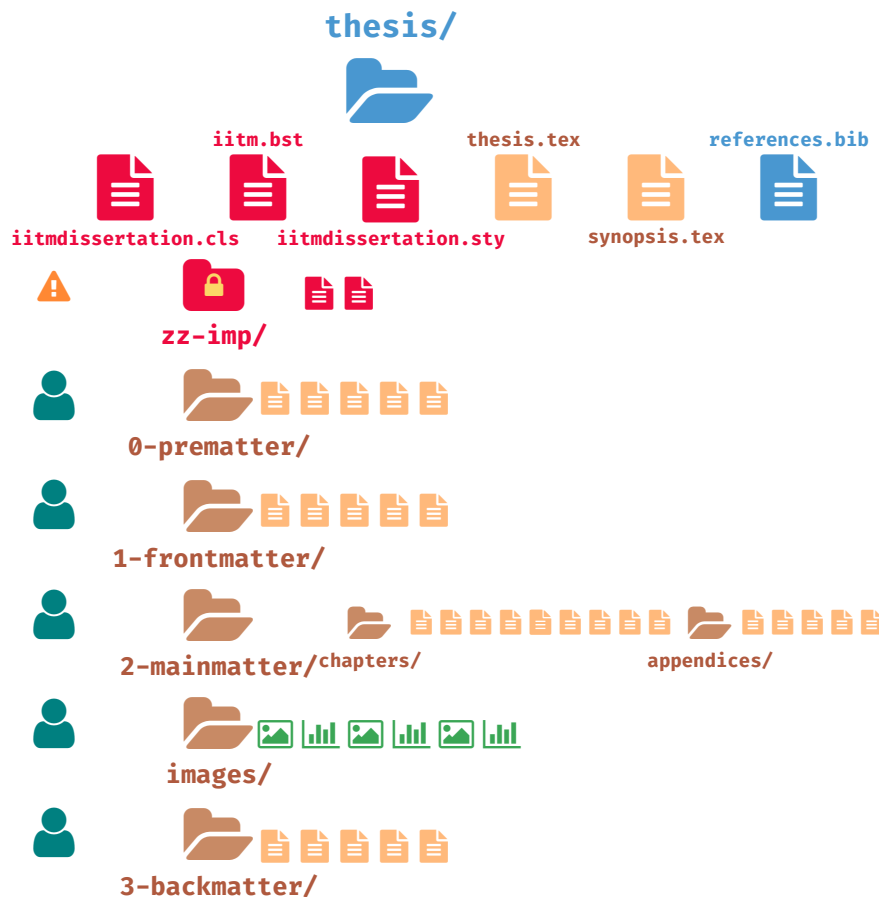 thesis/
iitm.bst
thesis.tex
references.bib
iitmdissertation.cls
iitmdissertation.sty
synopsis.tex
zz-imp/
0-prematter/
1-frontmatter/
2-mainmatter/
chapters/
appendices/
images/
3-backmatter/